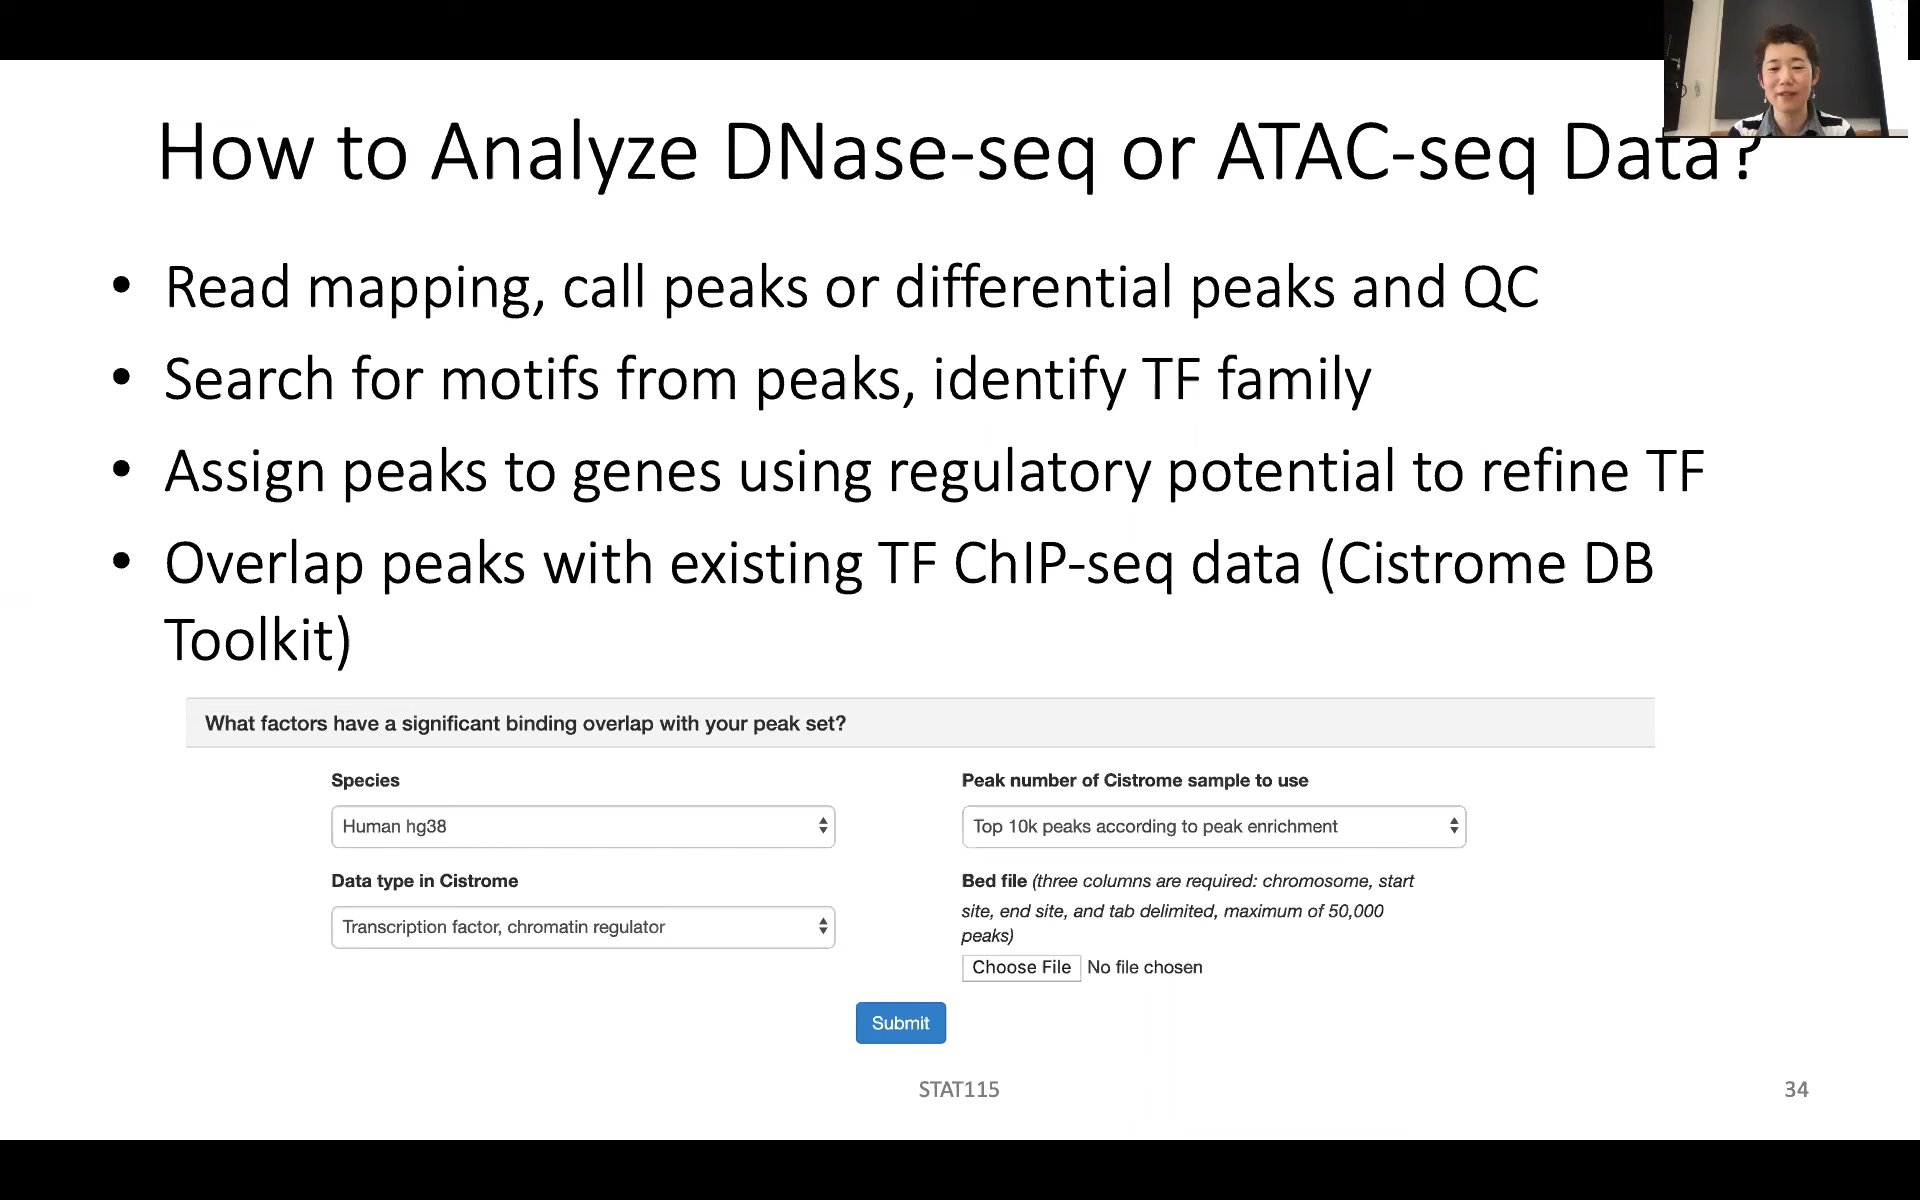 How to Analyze DNase-seq or ATAC-seq Data?
• Read mapping, call peaks or differential peaks and QC
• Search for motifs from peaks, identify TF family
• Assign peaks to genes using regulatory potential to refine TF
• Overlap peaks with existing TF ChIP-seq data (Cistrome DB
Toolkit)
What factors have a significant binding overlap with your peak set?
Species
Human hg38
Data type in Cistrome
Transcription factor, chromatin regulator
Peak number of Cistrome sample to use
Top 10k peaks according to peak enrichment
Bed file (three columns are required: chromosome, start
site, end site, and tab delimited, maximum of 50,000
peaks)
Choose File No file chosen
Submit
STAT115
34